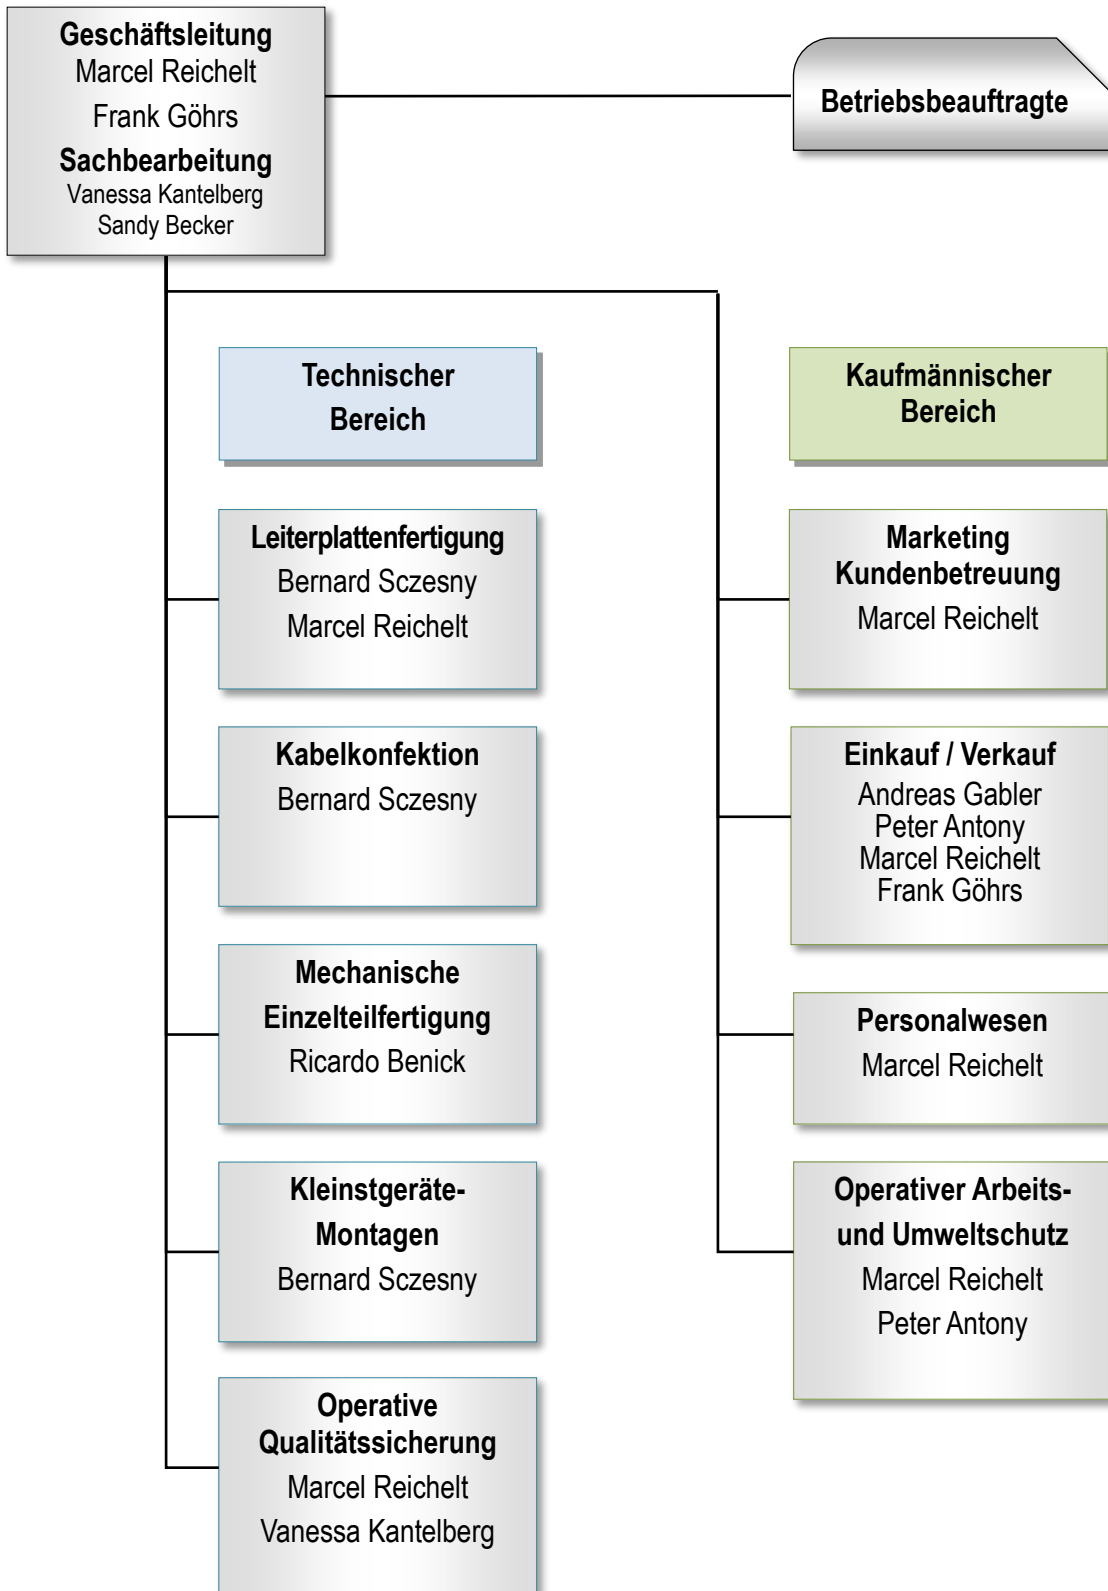 Geschäftsleitung
Marcel Reichelt
Frank Göhrs
Sachbearbeitung
Vanessa Kantelberg
Sandy Becker
Betriebsbeauftragte
Technischer
Bereich
Leiterplattenfertigung
Bernard Sczesny
Marcel Reichelt
Kabelkonfektion
Bernard Sczesny
Mechanische
Einzelteilfertigung
Ricardo Benick
Kleinstgeräte-
Montagen
Bernard Sczesny
Operative
Qualitätssicherung
Marcel Reichelt
Vanessa Kantelberg
Kaufmännischer
Bereich
Marketing
Kundenbetreuung
Marcel Reichelt
Einkauf / Verkauf
Andreas Gabler
Peter Antony
Marcel Reichelt
Frank Göhrs
Personalwesen
Marcel Reichelt
Operativer Arbeits-
und Umweltschutz
Marcel Reichelt
Peter Antony